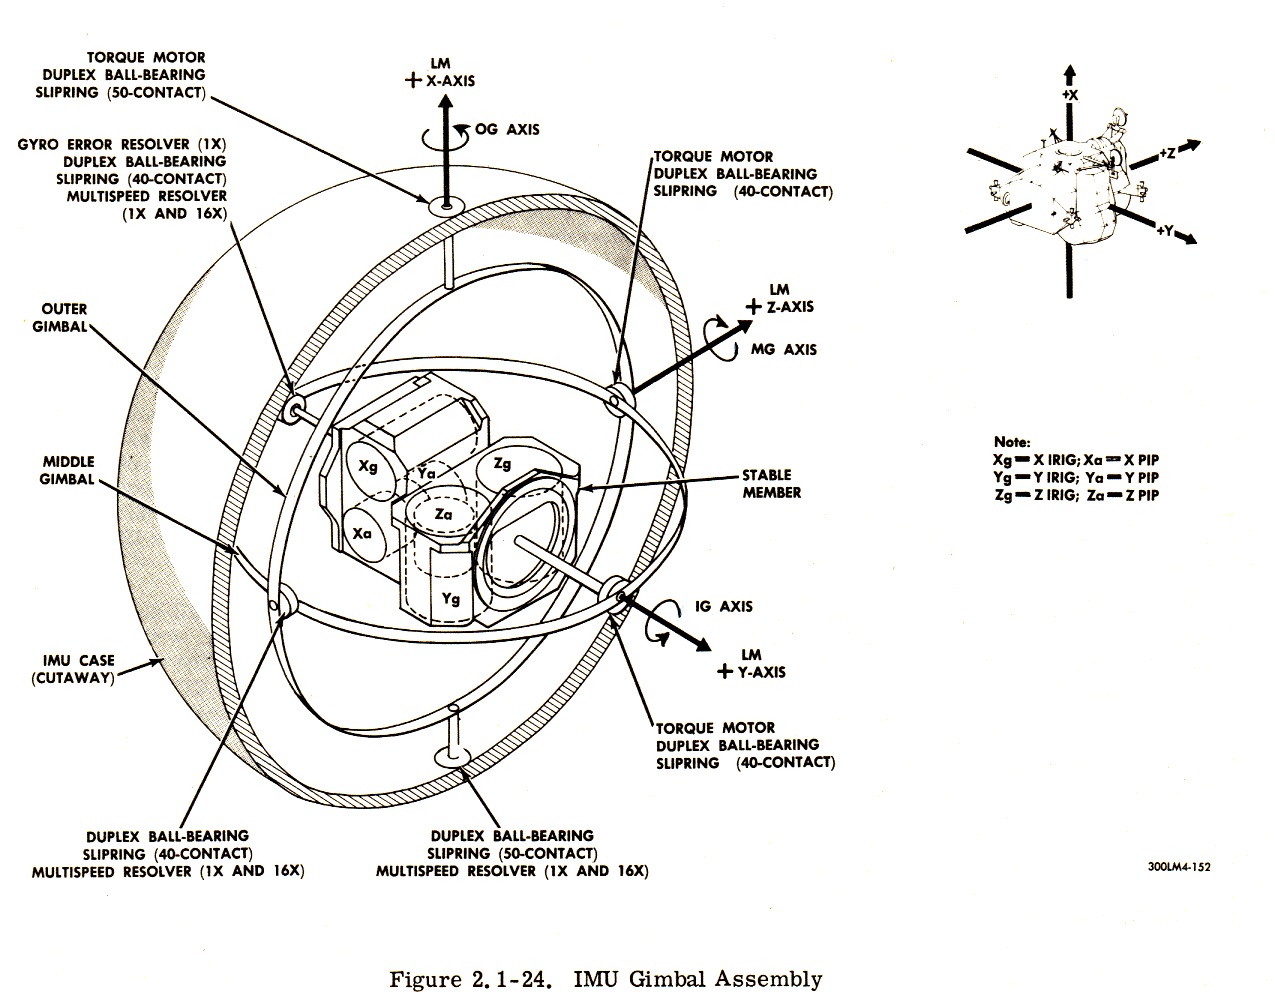 TORQUE MOTOR
DUPLEX BALL-BEARING
SLIPRING (50-CONTACT)
LM
+ X-AXIS
OG AXIS
GYRO ERROR RESOLVER (1X)
DUPLEX BALL-BEARING
SLIPRING (40-CONTACT)
MULTISPEED RESOLVER
(1X AND 16X)
TORQUE MOTOR
DUPLEX BALL-BEARING
SLIPRING (40-CONTACT)
+X
+Z
+Y
OUTER
GIMBAL
LM
+ Z-AXIS
MG AXIS
MIDDLE
GIMBAL
Xg
Ya
Zg
Za
Xa
Yg
STABLE
MEMBER
Note:
Xg = X IRIG; Xa = X PIP
Yg = Y IRIG; Ya = Y PIP
Zg = Z IRIG; Za = Z PIP
IG AXIS
LM
+ Y-AXIS
IMU CASE
(CUTAWAY)
TORQUE MOTOR
DUPLEX BALL-BEARING
SLIPRING (40-CONTACT)
DUPLEX BALL-BEARING
SLIPRING (40-CONTACT)
MULTISPEED RESOLVER (1X AND 16X)
DUPLEX BALL-BEARING
SLIPRING (50-CONTACT)
MULTISPEED RESOLVER (1X AND 16X)
300LM4-152
Figure 2.1-24. IMU Gimbal Assembly